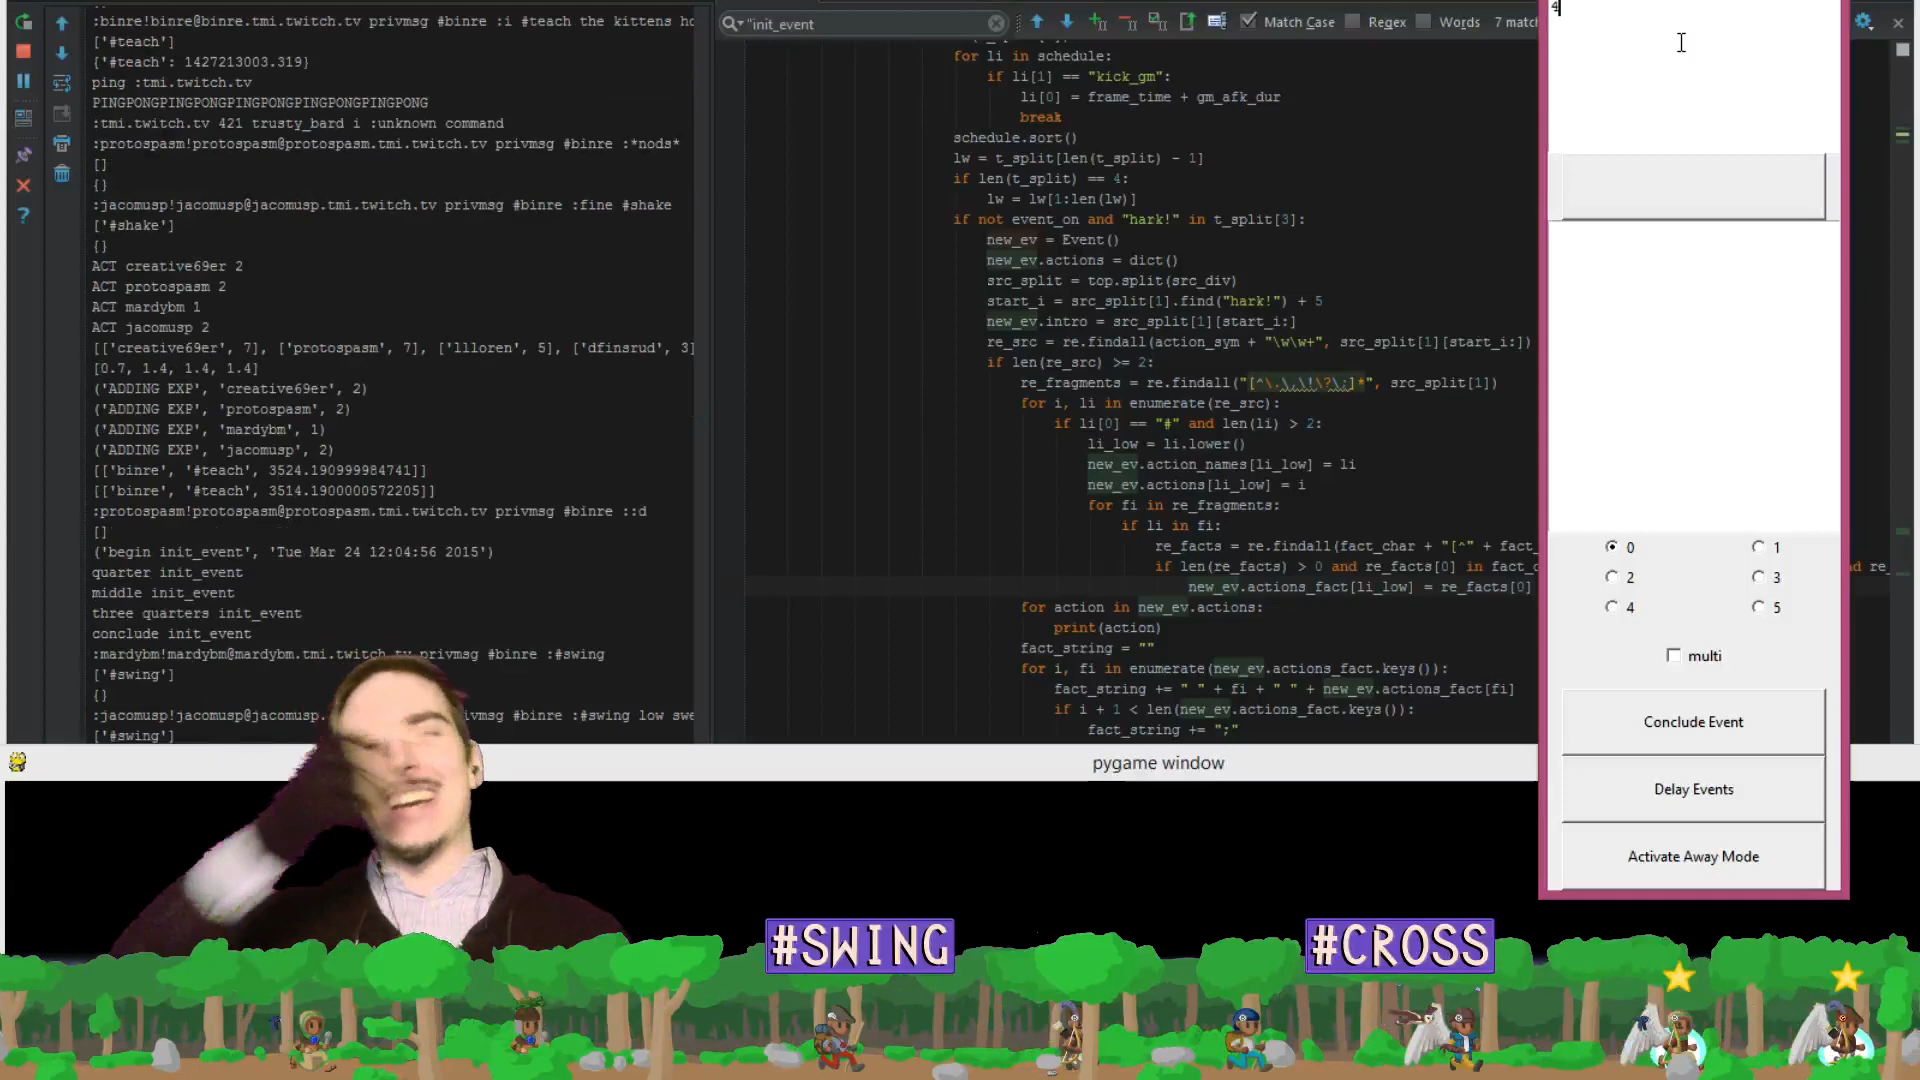 :binre!binre@binre.tmi.twitch.tv privmsg #binre :i #teach the kittens
['#teach']
{'#teach': 1427213003.319}
ping :tmi.twitch.tv
PINGPONGPINGPONGPINGPONGPINGPONGPINGPONG
:tmi.twitch.tv 421 trusty_bard i :unknown command
:protospasm!protospasm@protospasm.tmi.twitch.tv privmsg #binre :*nods*
[]
{}
:jacomusp!jacomusp@jacomusp.tmi.twitch.tv privmsg #binre :fine #shake
['#shake']
{}
ACT creative69er 2
ACT protospasm 2
ACT mardybm 1
ACT jacomusp 2
[['creative69er', 7], ['protospasm', 7], ['llloren', 5], ['dfinsrud', 3]
[0.7, 1.4, 1.4, 1.4]
('ADDING EXP', 'creative69er', 2)
('ADDING EXP', 'protospasm', 2)
('ADDING EXP', 'mardybm', 1)
('ADDING EXP', 'jacomusp', 2)
[['binre', '#teach', 3524.190999984741]]
[['binre', '#teach', 3514.1900000572205]]
:protospasm!protospasm@protospasm.tmi.twitch.tv privmsg #binre ::d
[]
('begin init_event', 'Tue Mar 24 12:04:56 2015')
quarter init_event
middle init_event
three quarters init_event
conclude init_event
:mardybm!mardybm@mardybm.tmi.twitch.tv privmsg #binre :#swing
['#swing']
{}
:jacomusp!jacomusp@jacomusp. ivmsg #binre :#swing low swe
['#swing']
"init_event
Match Case
Regex
Words
7 match
for li in schedule:
if li[1] == "kick_gm":
li[0] = frame_time + gm_afk_dur
break
schedule.sort()
lw = t_split[len(t_split) - 1]
if len(t_split) == 4:
lw = lw[1:len(lw)]
if not event_on and "hark!" in t_split[3]:
new_ev = Event()
new_ev.actions = dict()
src_split = top.split(src_div)
start_i = src_split[1].find("hark!") + 5
new_ev.intro = src_split[1][start_i:]
re_src = re.findall(action_sym + "\w\w+", src_split[1][start_i:])
if len(re_src) >= 2:
re_fragments = re.findall("[^\.\,\!\?\;]*", src_split[1])
for i, li in enumerate(re_src):
if li[0] == "#" and len(li) > 2:
li_low = li.lower()
new_ev.action_names[li_low] = li
new_ev.actions[li_low] = i
for fi in re_fragments:
if li in fi:
re_facts = re.findall(fact_char + "[^" + fact_
if len(re_facts) > 0 and re_facts[0] in fact_
nd re_
new_ev.actions_fact[li_low] = re_facts[0]
for action in new_ev.actions:
print(action)
fact_string = ""
for i, fi in enumerate(new_ev.actions_fact.keys()):
fact_string += " " + fi + " " + new_ev.actions_fact[fi]
if i + 1 < len(new_ev.actions_fact.keys()):
fact_string += ";"
4
0
1
2
3
4
5
multi
Conclude Event
Delay Events
Activate Away Mode
pygame window
#SWING
#CROSS